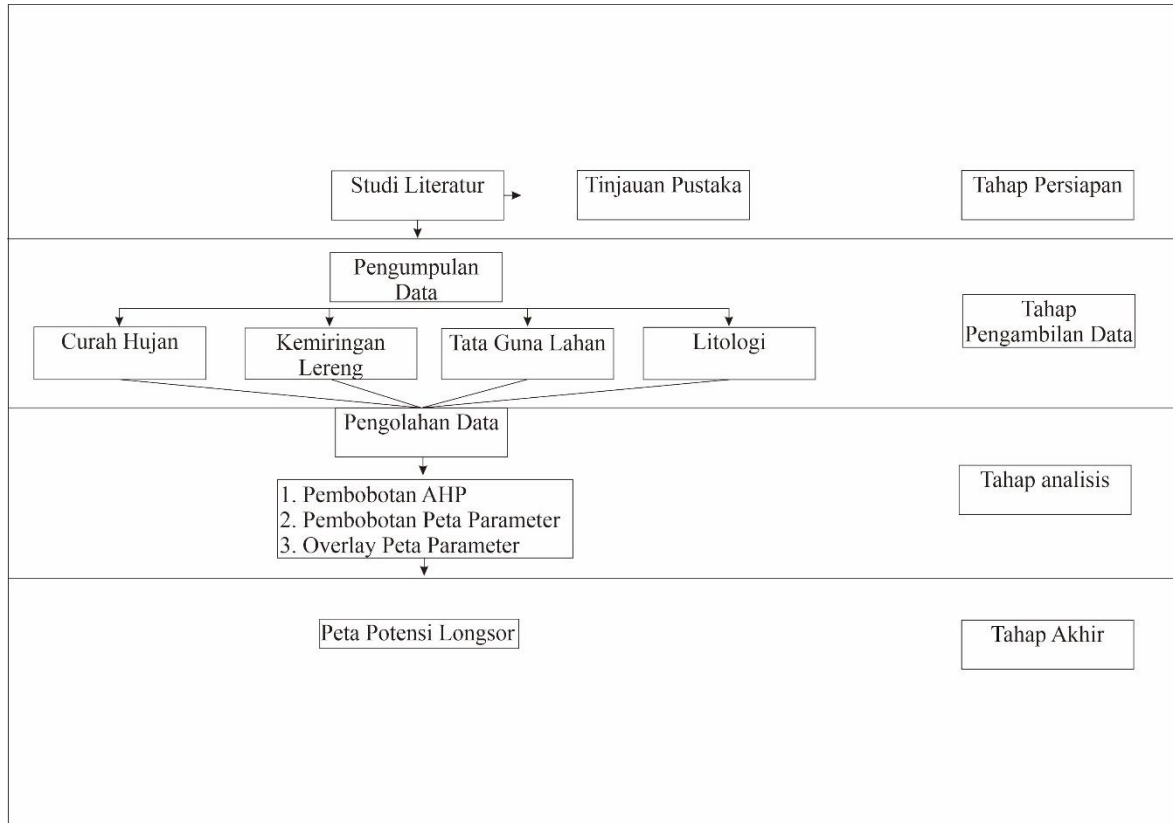 Studi Literatur
Tinjauan Pustaka
Tahap Persiapan
Pengumpulan
Data
Tahap
Pengambilan Data
Curah Hujan
Kemiringan
Lereng
Tata Guna Lahan
Litologi
Pengolahan Data
1. Pembobotan AHP
2. Pembobotan Peta Parameter
3. Overlay Peta Parameter
Tahap analisis
Peta Potensi Longsor
Tahap Akhir